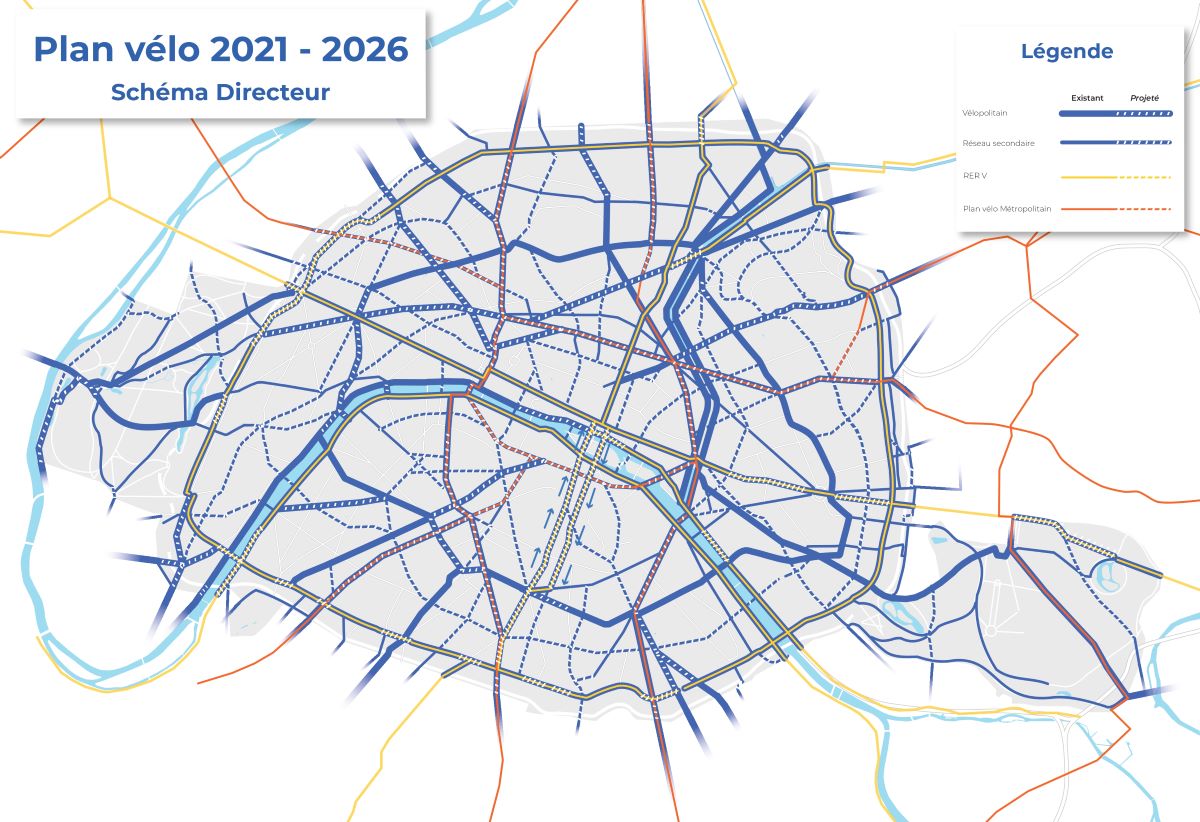 Plan vélo 2021 - 2026
Schéma Directeur
Légende
Existant Projeté
Vélopolitain
Réseau secondaire
RER V
Plan vélo Métropolitain